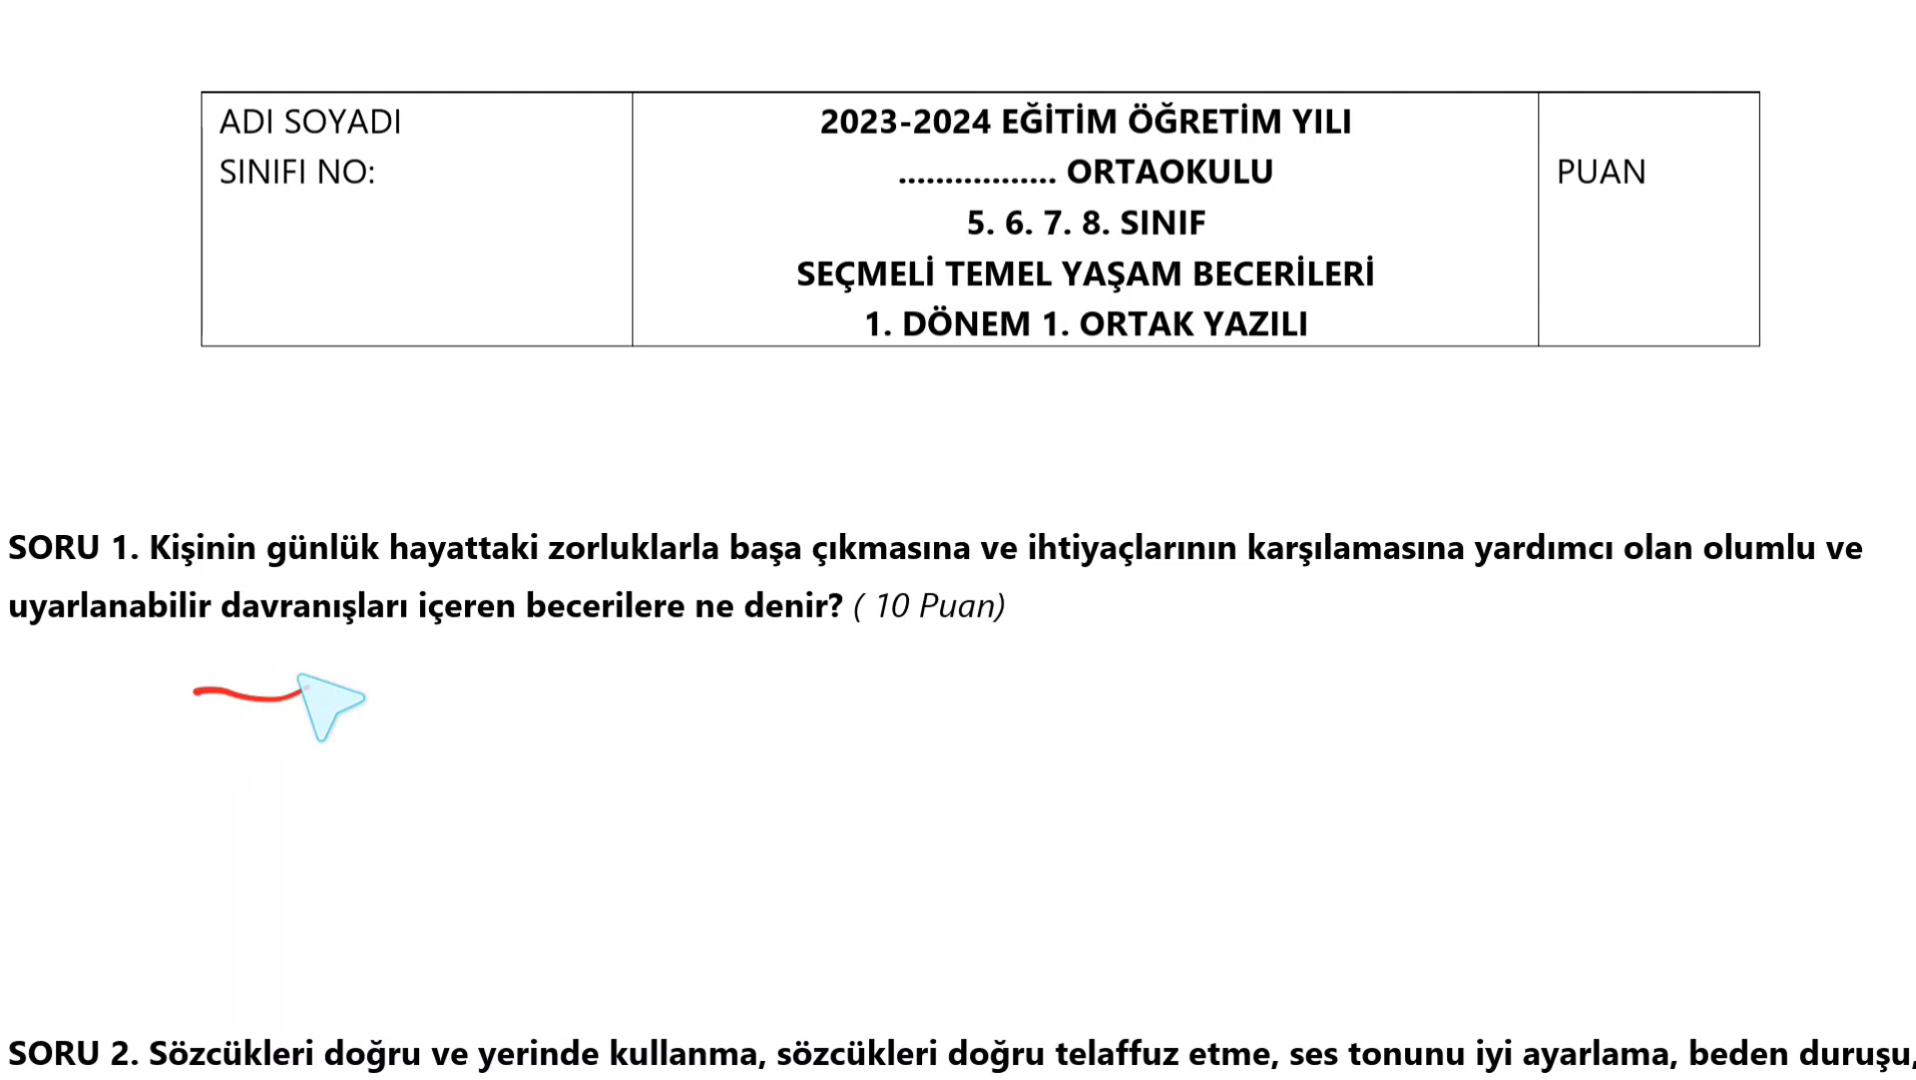 ADI SOYADI
SINIFI NO:
2023-2024 EĞİTİM ÖĞRETİM YILI
................. ORTAOKULU
5. 6. 7. 8. SINIF
SEÇMELİ TEMEL YAŞAM BECERİLERİ
1. DÖNEM 1. ORTAK YAZILI
PUAN
SORU 1. Kişinin günlük hayattaki zorluklarla başa çıkmasına ve ihtiyaçlarının karşılamasına yardımcı olan olumlu ve
uyarlanabilir davranışları içeren becerilere ne denir? ( 10 Puan)
SORU 2. Sözcükleri doğru ve yerinde kullanma, sözcükleri doğru telaffuz etme, ses tonunu iyi ayarlama, beden duruşu,